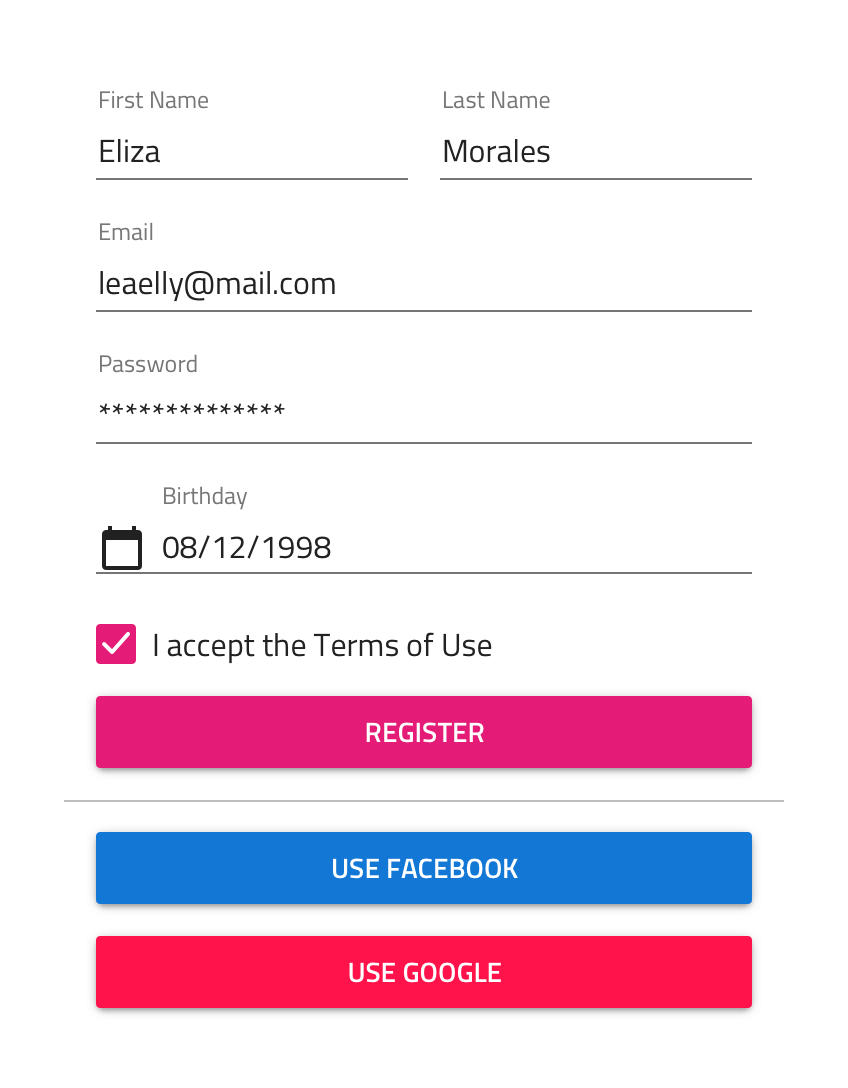 First Name Last Name
Eliza Morales
Email
leaelly@mail.com
Password
**************
Birthday
08/12/1998
I accept the Terms of Use
REGISTER
USE FACEBOOK
USE GOOGLE